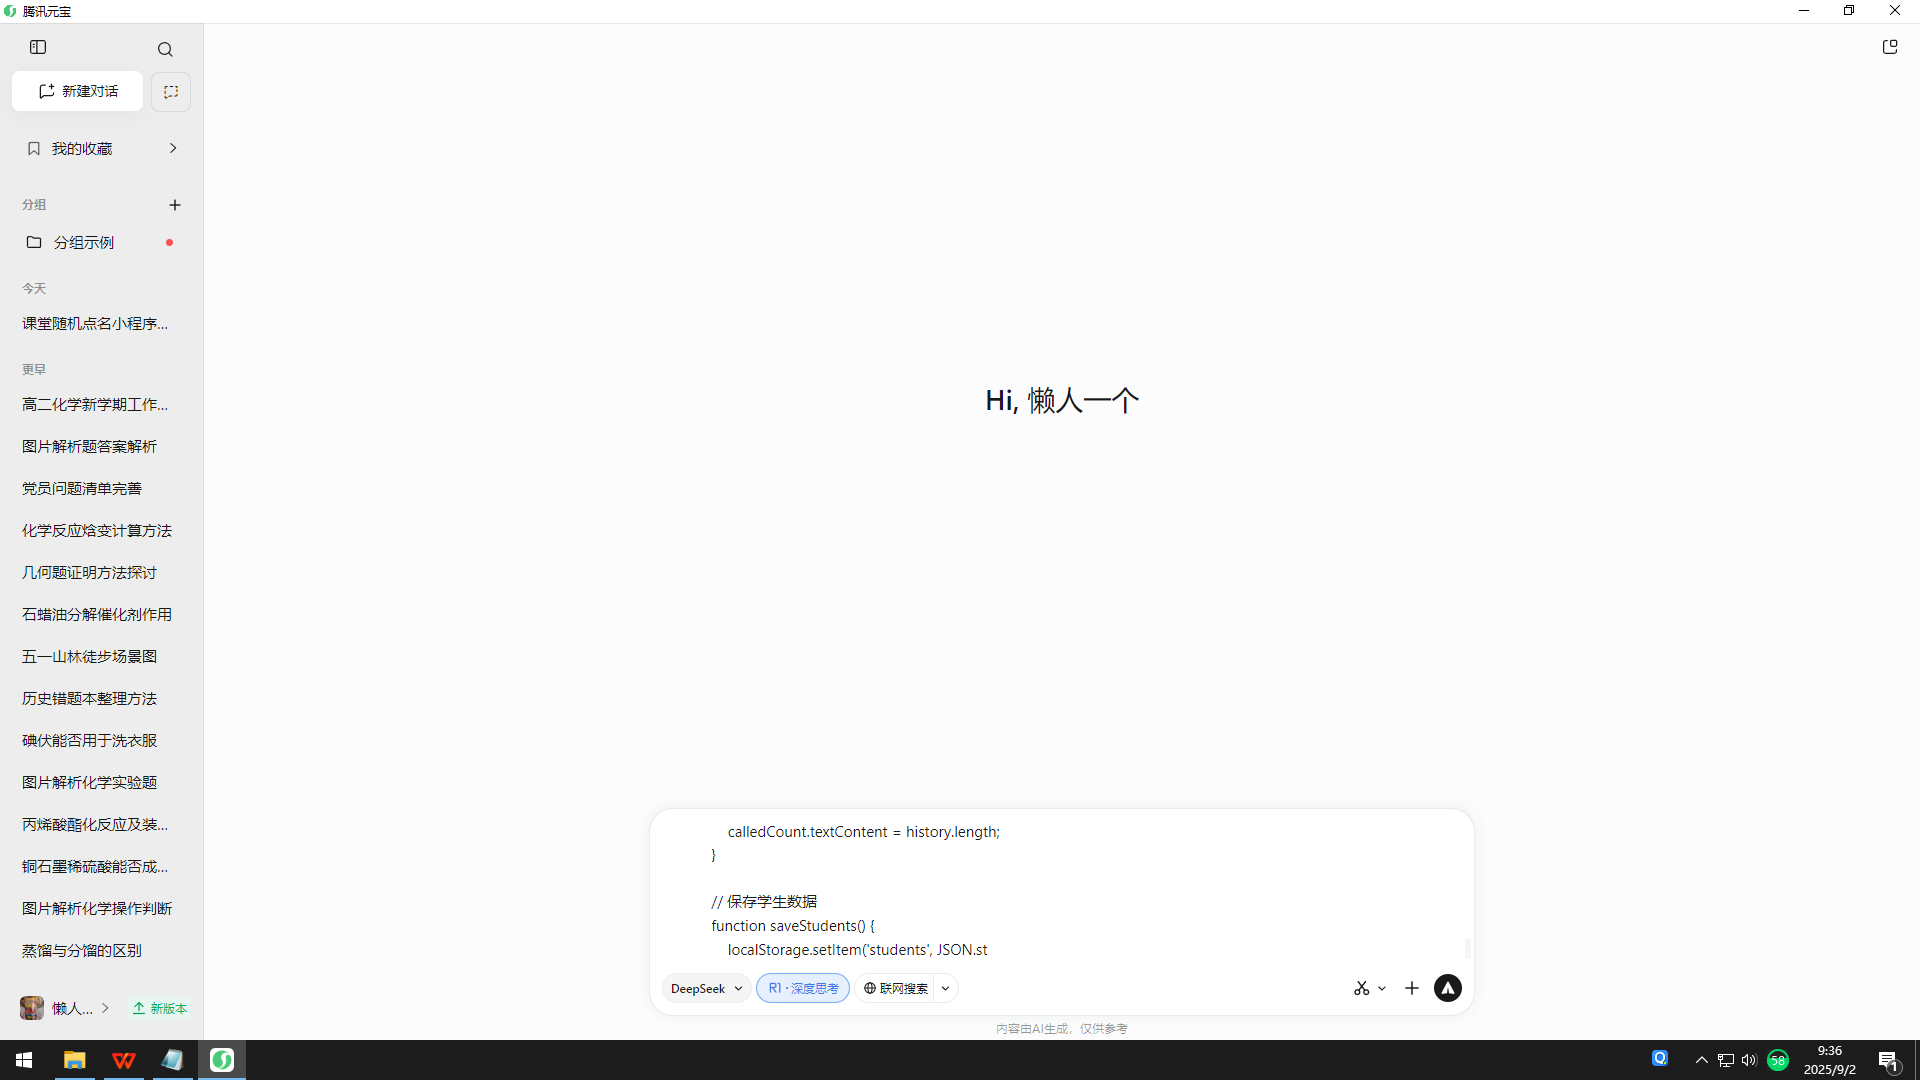 腾讯元宝
新建对话
我的收藏
分组
分组示例
今天
课堂随机点名小程序...
更早
高二化学新学期工作...
图片解析题答案解析
党员问题清单完善
化学反应焓变计算方法
几何题证明方法探讨
石蜡油分解催化剂作用
五一山林徒步场景图
历史错题本整理方法
碘伏能否用于洗衣服
图片解析化学实验题
丙烯酸酯化反应及装...
铜石墨稀硫酸能否成...
图片解析化学操作判断
蒸馏与分馏的区别
懒人...
新版本
Hi, 懒人一个
calledCount.textContent = history.length;
}
// 保存学生数据
function saveStudents() {
localStorage.setItem('students', JSON.st
DeepSeek
R1 · 深度思考
联网搜索
内容由AI生成，仅供参考
58
9:36
2025/9/2
1